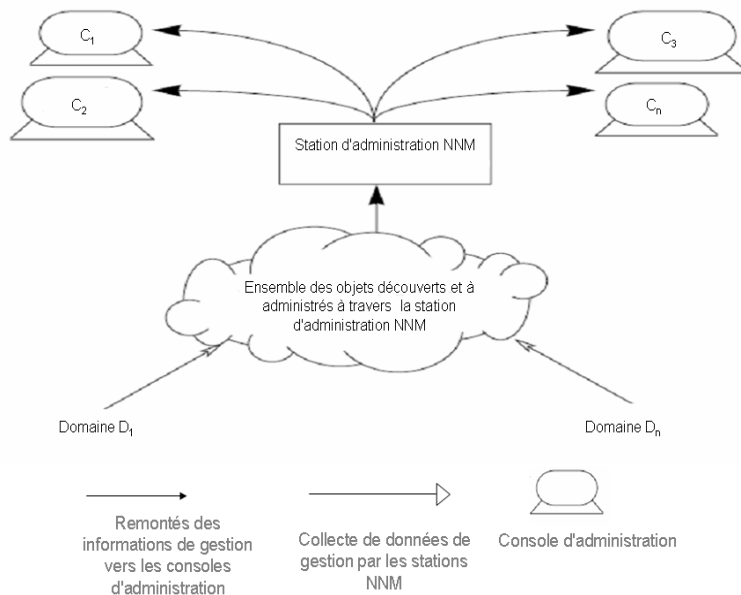 C1
C3
C2
Cn
Station d'administration NNM
Ensemble des objets découverts et à
administrés à travers la station
d'administration NNM
Domaine D1
Domaine Dn
Remontés des
informations de gestion
vers les consoles
d'administration
Collecte de données de
gestion par les stations
NNM
Console d'administration